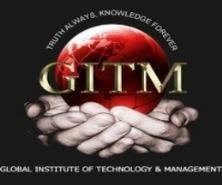 TRUTH ALWAYS, KNOWLEDGE FOREVER
GITM
GLOBAL INSTITUTE OF TECHNOLOGY & MANAGEMENT